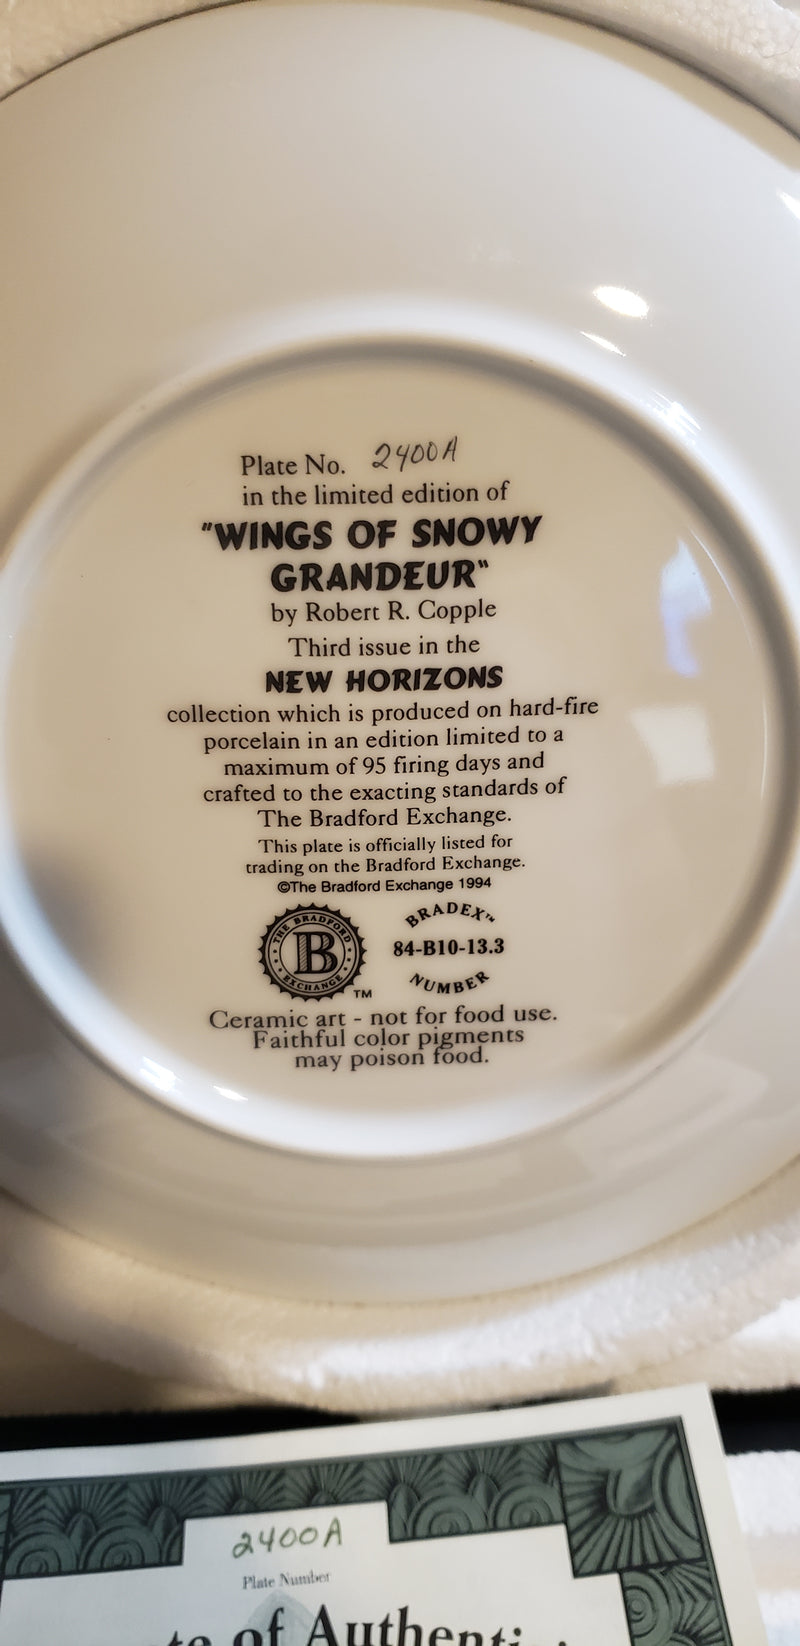 Plate No. 2400A
in the limited edition of
"WINGS OF SNOWY
GRANDEUR"
by Robert R. Copple
Third issue in the
NEW HORIZONS
collection which is produced on hard-fire
porcelain in an edition limited to a
maximum of 95 firing days and
crafted to the exacting standards of
The Bradford Exchange.
This plate is officially listed for
trading on the Bradford Exchange.
©The Bradford Exchange 1994
THE BRADFORD
B
EXCHANGE
TM
BRADEX™
84-B10-13.3
NUMBER
Ceramic art - not for food use.
Faithful color pigments
may poison food.
2400A
Plate Number
of